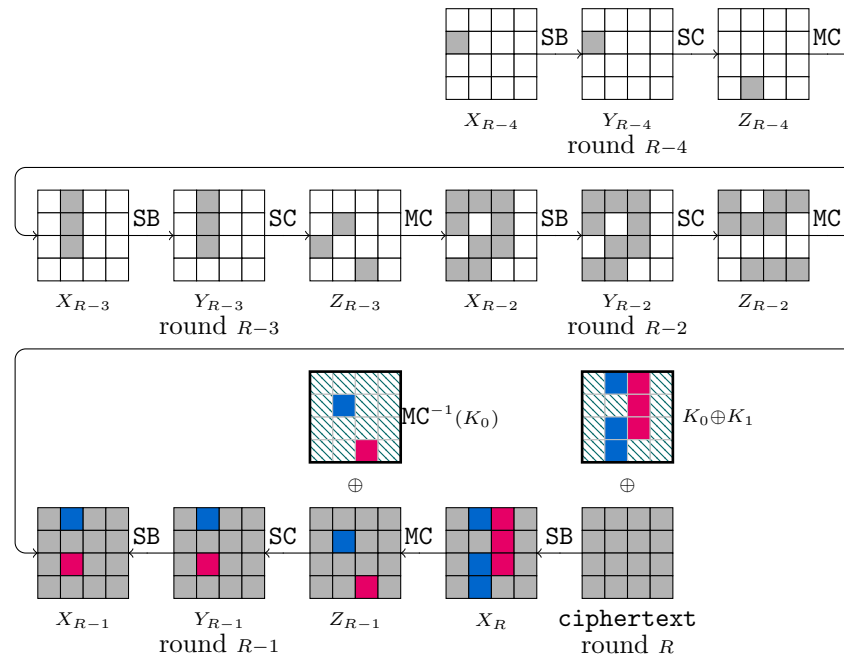 SB SC MC
X_{R−4} Y_{R−4} Z_{R−4}
round R−4
SB SC MC SB SC MC
X_{R−3} Y_{R−3} Z_{R−3} X_{R−2} Y_{R−2} Z_{R−2}
round R−3 round R−2
MC^{−1}(K_0) K_0⊕K_1
⊕ ⊕
SB SC MC SB
X_{R−1} Y_{R−1} Z_{R−1} X_R ciphertext
round R−1 round R